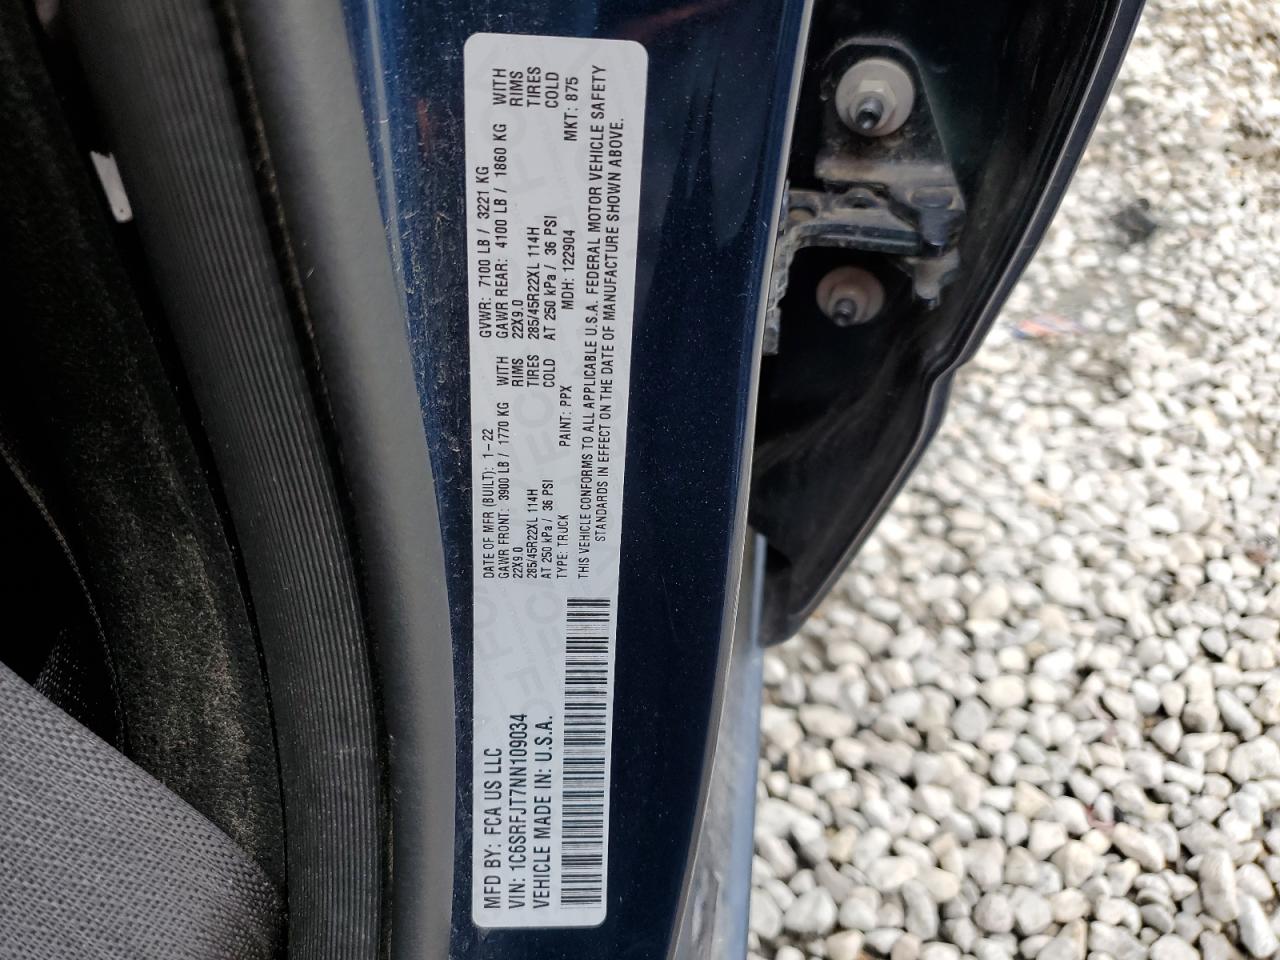 MFD BY: FCA US LLC
VIN: 1C6SRFJT7NN109034
VEHICLE MADE IN: U.S.A.
DATE OF MFR (BUILT): 1-22 GVWR: 7100 LB / 3221 KG
GAWR FRONT: 3900 LB / 1770 KG WITH GAWR REAR: 4100 LB / 1860 KG WITH
22X9.0 RIMS 22X9.0 RIMS
285/45R22XL 114H TIRES 285/45R22XL 114H TIRES
AT 250 kPa / 36 PSI COLD AT 250 kPa / 36 PSI COLD
TYPE: TRUCK PAINT: PPX MDH: 122904 MKT: 875
THIS VEHICLE CONFORMS TO ALL APPLICABLE U.S.A. FEDERAL MOTOR VEHICLE SAFETY
STANDARDS IN EFFECT ON THE DATE OF MANUFACTURE SHOWN ABOVE.